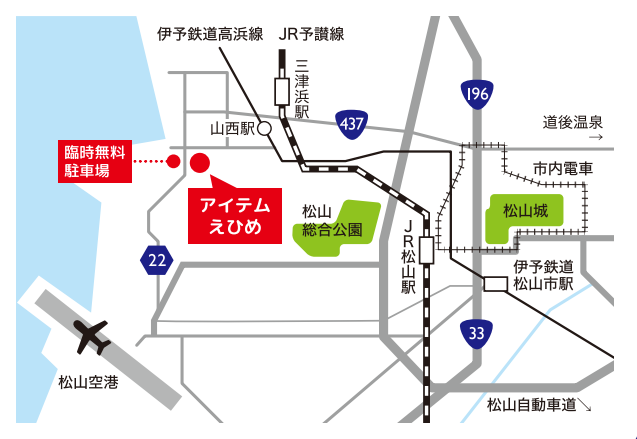 伊予鉄道高浜線
JR予讃線
三津浜駅
196
437
山西駅
道後温泉
→
臨時無料
駐車場
市内電車
アイテム
えひめ
松山
総合公園
松山城
JR松山駅
22
伊予鉄道
松山市駅
33
松山空港
松山自動車道